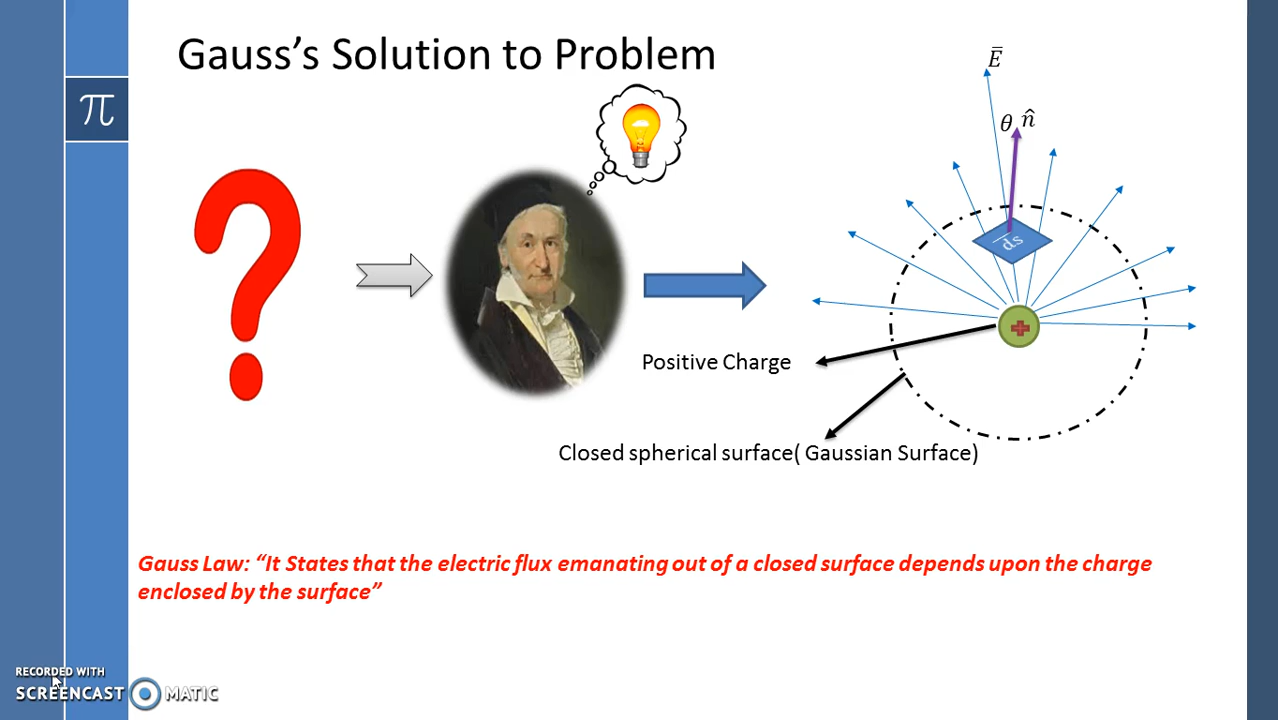 Gauss's Solution to Problem
π
Ē
θ n̂
d̅s̅
Positive Charge
Closed spherical surface( Gaussian Surface)
Gauss Law: “It States that the electric flux emanating out of a closed surface depends upon the charge
enclosed by the surface”
RECORDED WITH
SCREENCAST MATIC